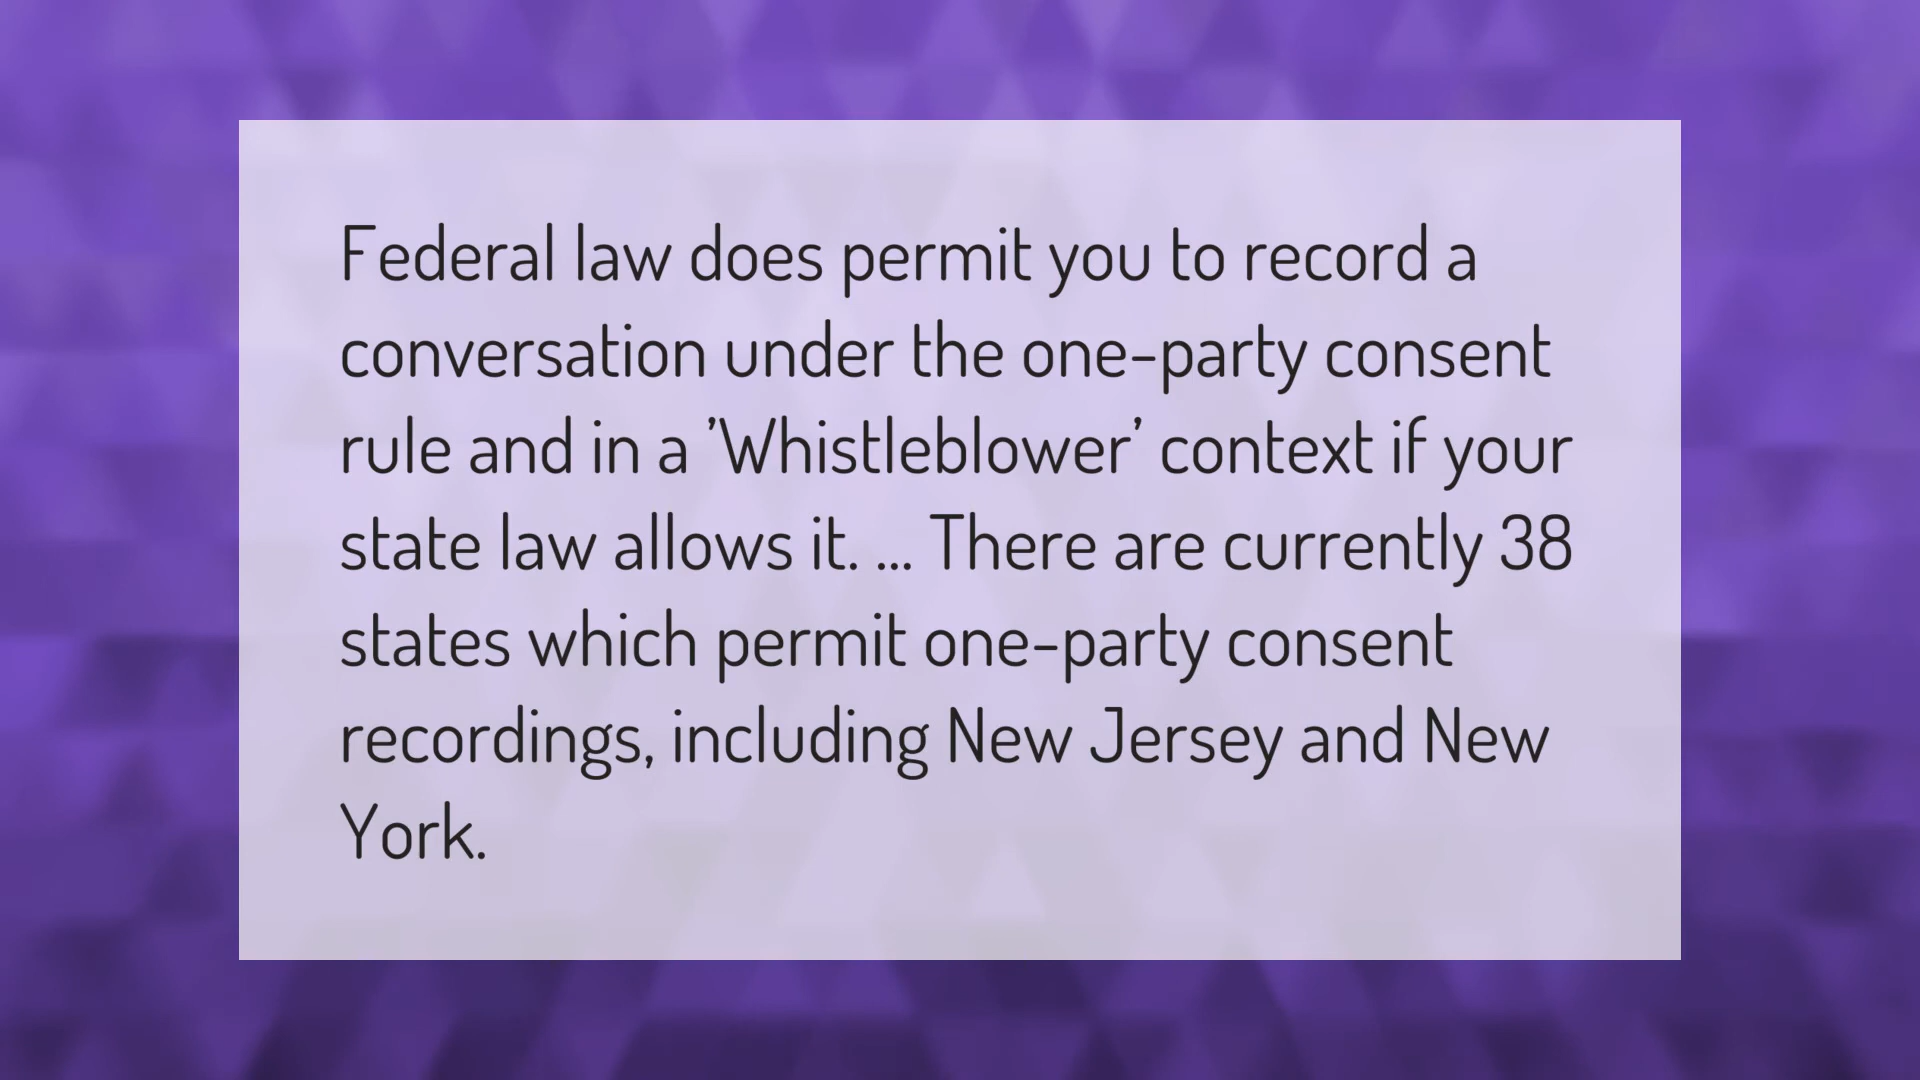 Federal law does permit you to record a
conversation under the one-party consent
rule and in a ’Whistleblower’ context if your
state law allows it. ... There are currently 38
states which permit one-party consent
recordings, including New Jersey and New
York.